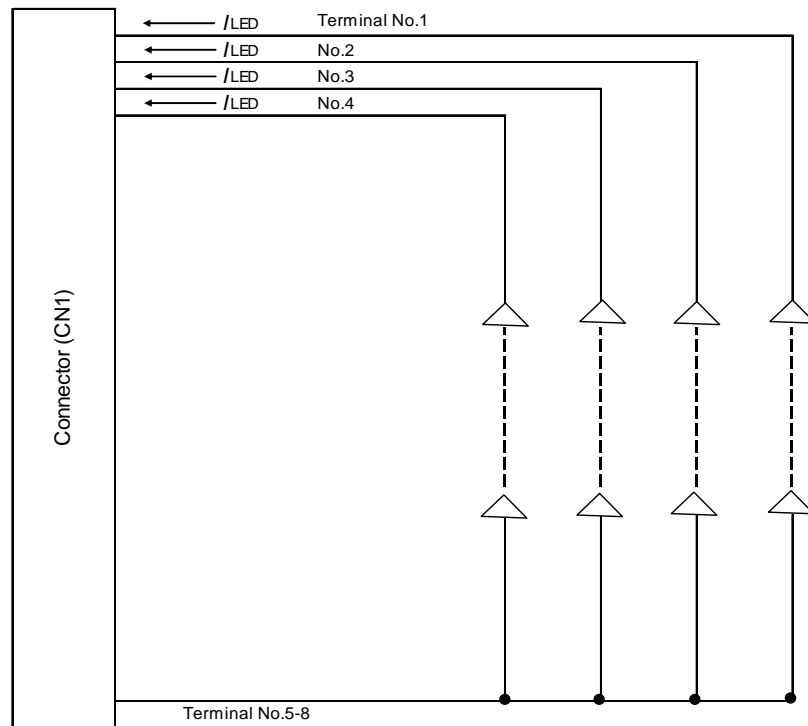 ILED Terminal No.1
ILED No.2
ILED No.3
ILED No.4
Connector (CN1)
Terminal No.5-8